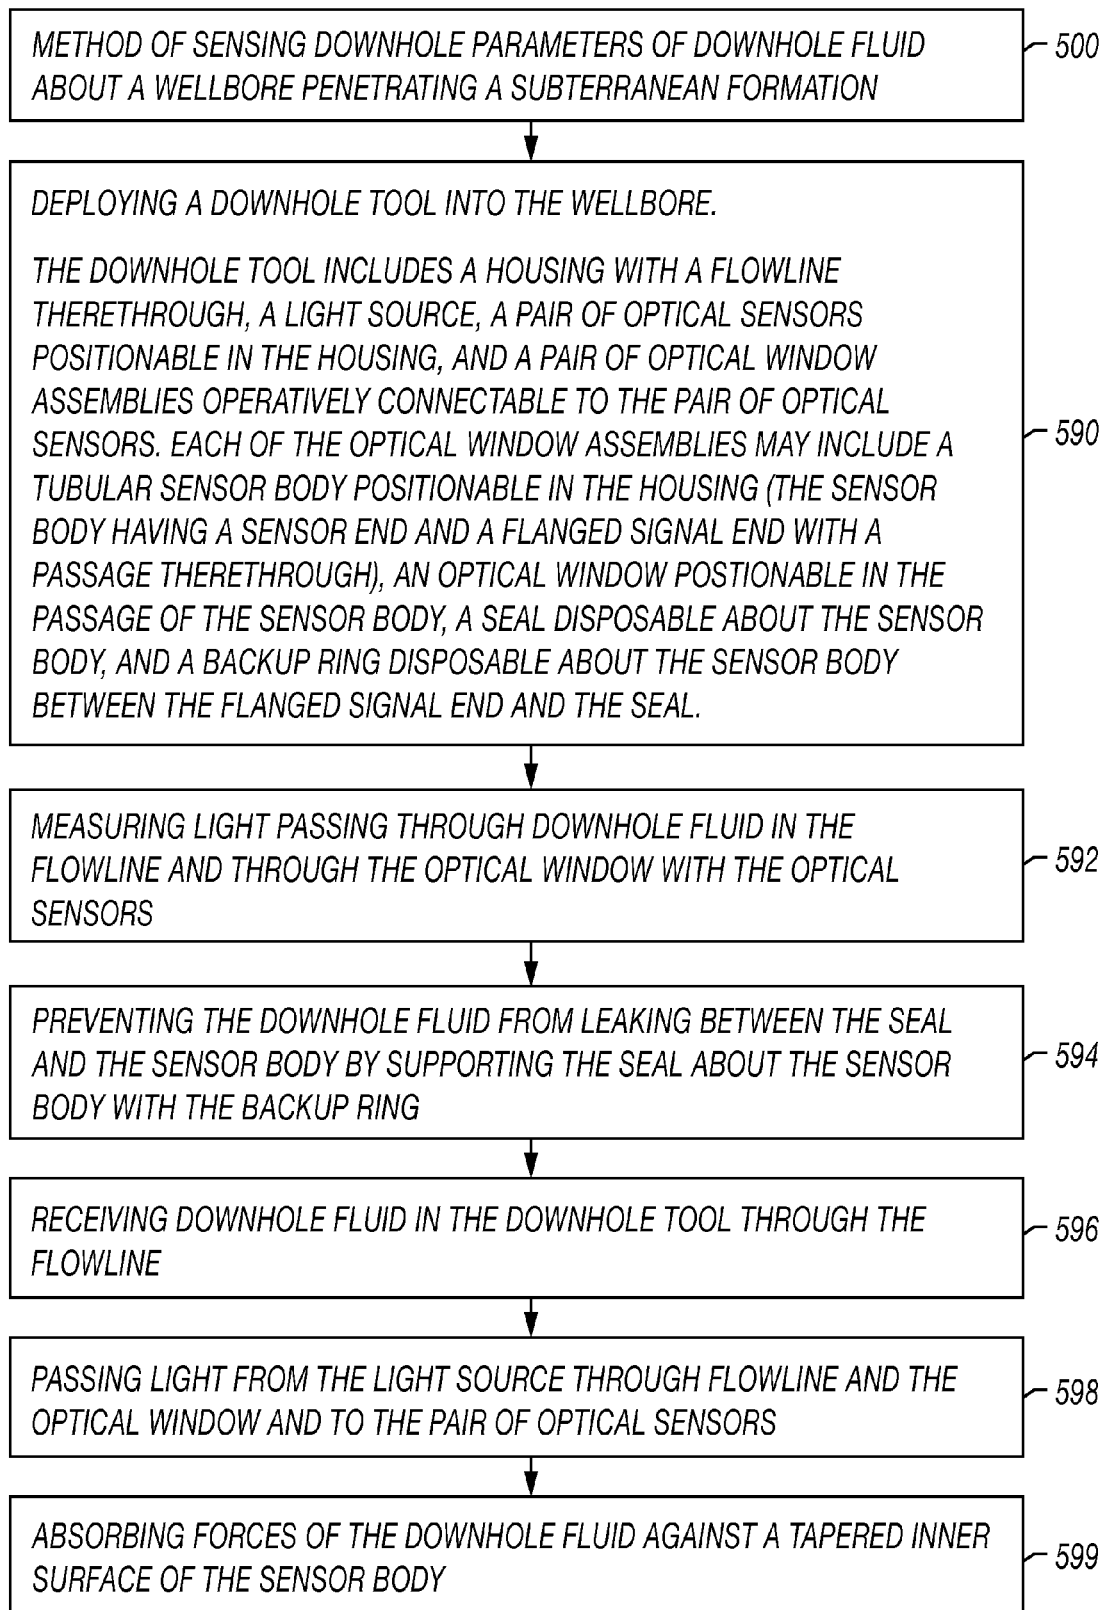 METHOD OF SENSING DOWNHOLE PARAMETERS OF DOWNHOLE FLUID
ABOUT A WELLBORE PENETRATING A SUBTERRANEAN FORMATION
500
DEPLOYING A DOWNHOLE TOOL INTO THE WELLBORE.
THE DOWNHOLE TOOL INCLUDES A HOUSING WITH A FLOWLINE
THERETHROUGH, A LIGHT SOURCE, A PAIR OF OPTICAL SENSORS
POSITIONABLE IN THE HOUSING, AND A PAIR OF OPTICAL WINDOW
ASSEMBLIES OPERATIVELY CONNECTABLE TO THE PAIR OF OPTICAL
SENSORS. EACH OF THE OPTICAL WINDOW ASSEMBLIES MAY INCLUDE A
TUBULAR SENSOR BODY POSITIONABLE IN THE HOUSING (THE SENSOR
BODY HAVING A SENSOR END AND A FLANGED SIGNAL END WITH A
PASSAGE THERETHROUGH), AN OPTICAL WINDOW POSTIONABLE IN THE
PASSAGE OF THE SENSOR BODY, A SEAL DISPOSABLE ABOUT THE SENSOR
BODY, AND A BACKUP RING DISPOSABLE ABOUT THE SENSOR BODY
BETWEEN THE FLANGED SIGNAL END AND THE SEAL.
590
MEASURING LIGHT PASSING THROUGH DOWNHOLE FLUID IN THE
FLOWLINE AND THROUGH THE OPTICAL WINDOW WITH THE OPTICAL
SENSORS
592
PREVENTING THE DOWNHOLE FLUID FROM LEAKING BETWEEN THE SEAL
AND THE SENSOR BODY BY SUPPORTING THE SEAL ABOUT THE SENSOR
BODY WITH THE BACKUP RING
594
RECEIVING DOWNHOLE FLUID IN THE DOWNHOLE TOOL THROUGH THE
FLOWLINE
596
PASSING LIGHT FROM THE LIGHT SOURCE THROUGH FLOWLINE AND THE
OPTICAL WINDOW AND TO THE PAIR OF OPTICAL SENSORS
598
ABSORBING FORCES OF THE DOWNHOLE FLUID AGAINST A TAPERED INNER
SURFACE OF THE SENSOR BODY
599